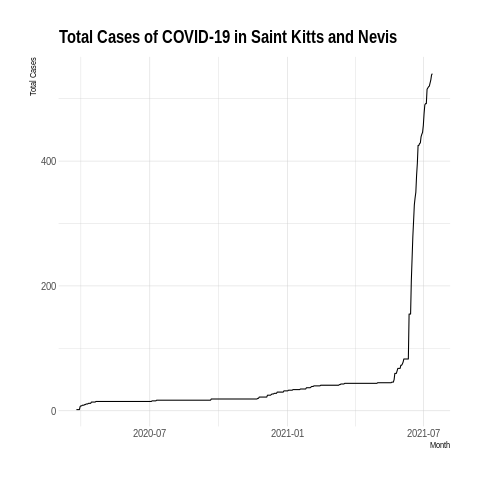 Total Cases of COVID-19 in Saint Kitts and Nevis
Total Cases
400
200
0
2020-07
2021-01
2021-07
Month